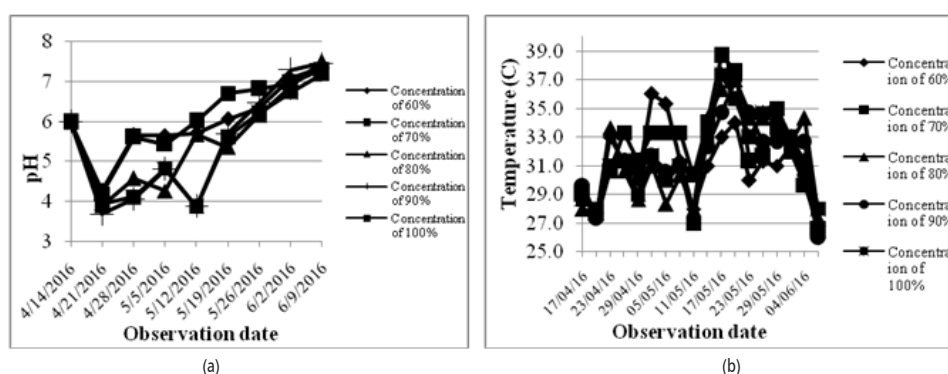 8
7
6
5
4
3
pH
4/14/2016
4/21/2016
4/28/2016
5/5/2016
5/12/2016
5/19/2016
5/26/2016
6/2/2016
6/9/2016
Observation date
Concentration
of 60%
Concentration
of 70%
Concentration
of 80%
Concentration
of 90%
Concentration
of 100%
(a)
39.0
37.0
35.0
33.0
31.0
29.0
27.0
25.0
Temperature (C)
17/04/16
23/04/16
29/04/16
05/05/16
11/05/16
17/05/16
23/05/16
29/05/16
04/06/16
Observation date
Concentrat
ion of 60%
Concentrat
ion of 70%
Concentrat
ion of 80%
Concentrat
ion of 90%
Concentrat
ion of
100%
(b)